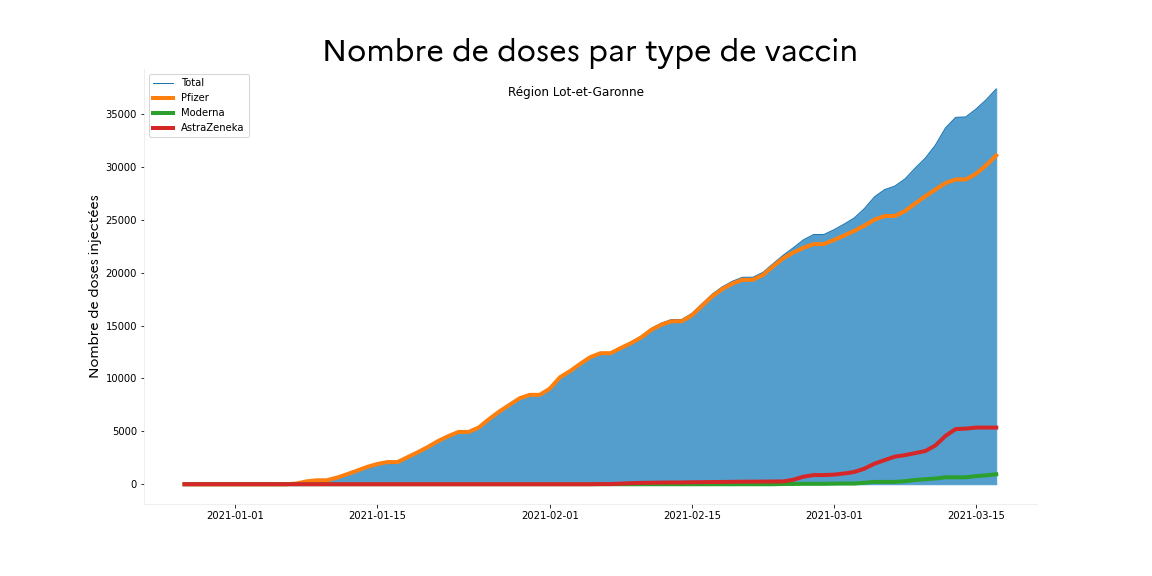 Nombre de doses par type de vaccin
Région Lot-et-Garonne
Total
Pfizer
Moderna
AstraZeneka
Nombre de doses injectées
35000
30000
25000
20000
15000
10000
5000
0
2021-01-01
2021-01-15
2021-02-01
2021-02-15
2021-03-01
2021-03-15